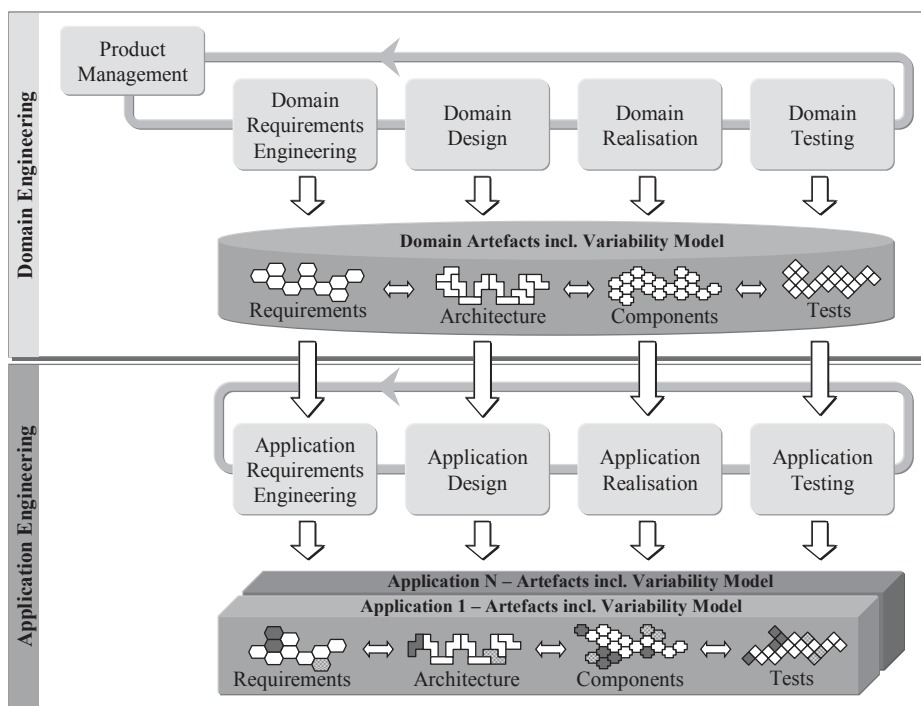 Domain Engineering
Product
Management
Domain
Requirements
Engineering
Domain
Design
Domain
Realisation
Domain
Testing
Domain Artefacts incl. Variability Model
Requirements
Architecture
Components
Tests
Application Engineering
Application
Requirements
Engineering
Application
Design
Application
Realisation
Application
Testing
Application N – Artefacts incl. Variability Model
Application 1 – Artefacts incl. Variability Model
Requirements
Architecture
Components
Tests